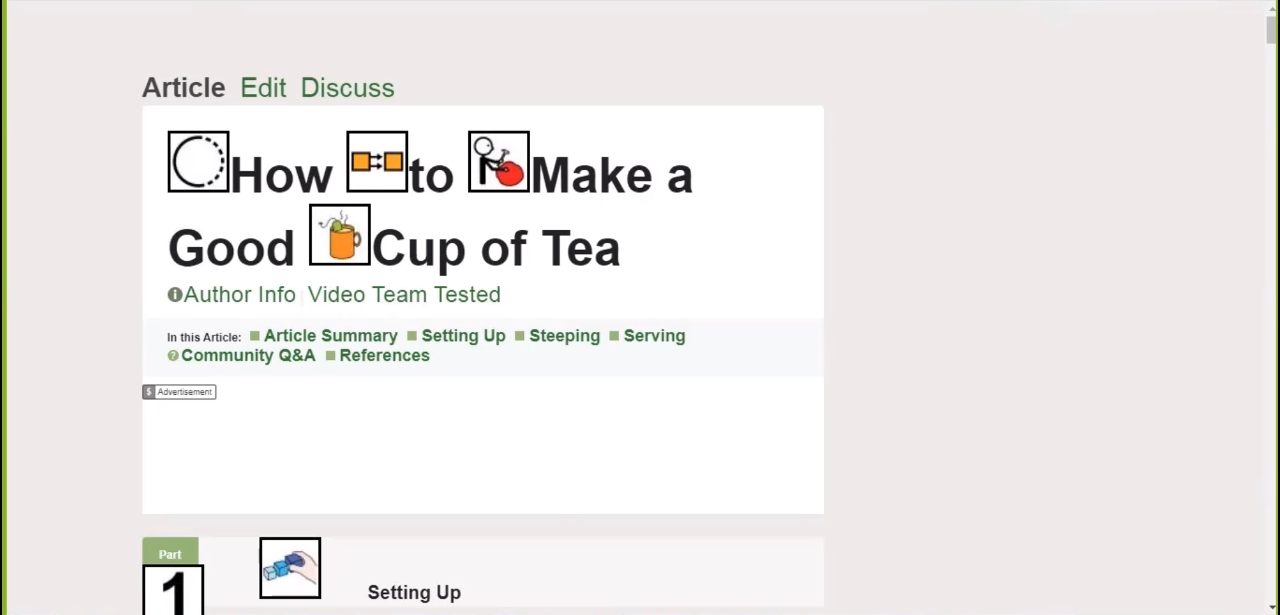 Article Edit Discuss
How to Make a
Good Cup of Tea
Author Info Video Team Tested
In this Article: Article Summary Setting Up Steeping Serving
Community Q&A References
$ Advertisement
Part
1
Setting Up